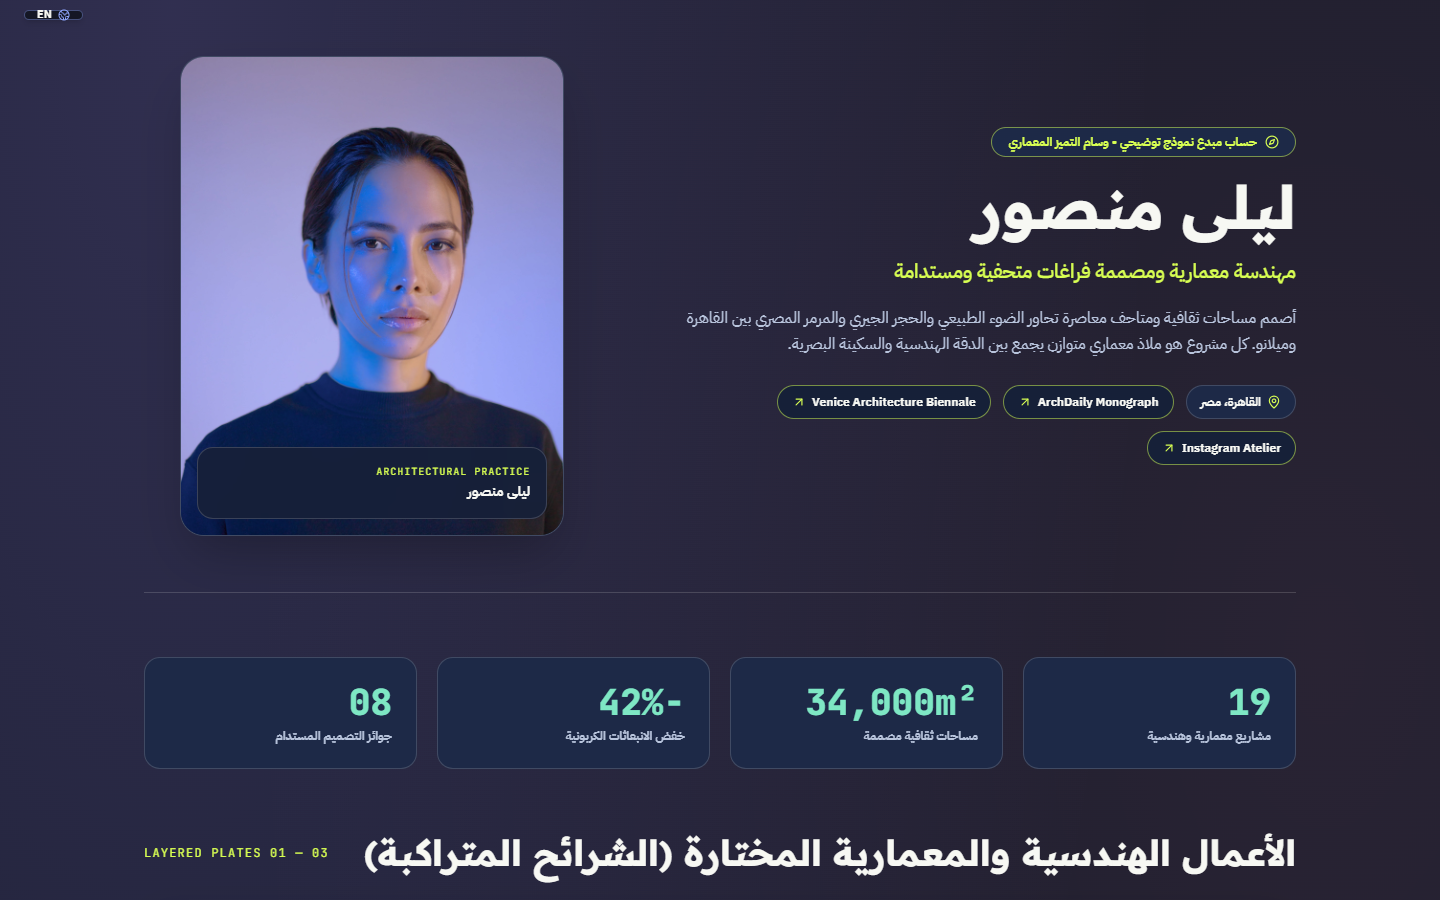 EN
حساب مبدع نموذج توضيحي - وسام التميز المعماري
ليلى منصور
مهندسة معمارية ومصممة فراغات متحفية ومستدامة
أصمم مساحات ثقافية ومتاحف معاصرة تحاور الضوء الطبيعي والحجر الجيري والمرمر المصري بين القاهرة
وميلانو. كل مشروع هو ملاذ معماري متوازن يجمع بين الدقة الهندسية والسكينة البصرية.
القاهرة، مصر
ArchDaily Monograph
Venice Architecture Biennale
Instagram Atelier
ARCHITECTURAL PRACTICE
ليلى منصور
19
مشاريع معمارية وهندسية
34,000m²
مساحات ثقافية مصممة
42%-
خفض الانبعاثات الكربونية
08
جوائز التصميم المستدام
الأعمال الهندسية والمعمارية المختارة (الشرائح المتراكبة)
LAYERED PLATES 01 — 03